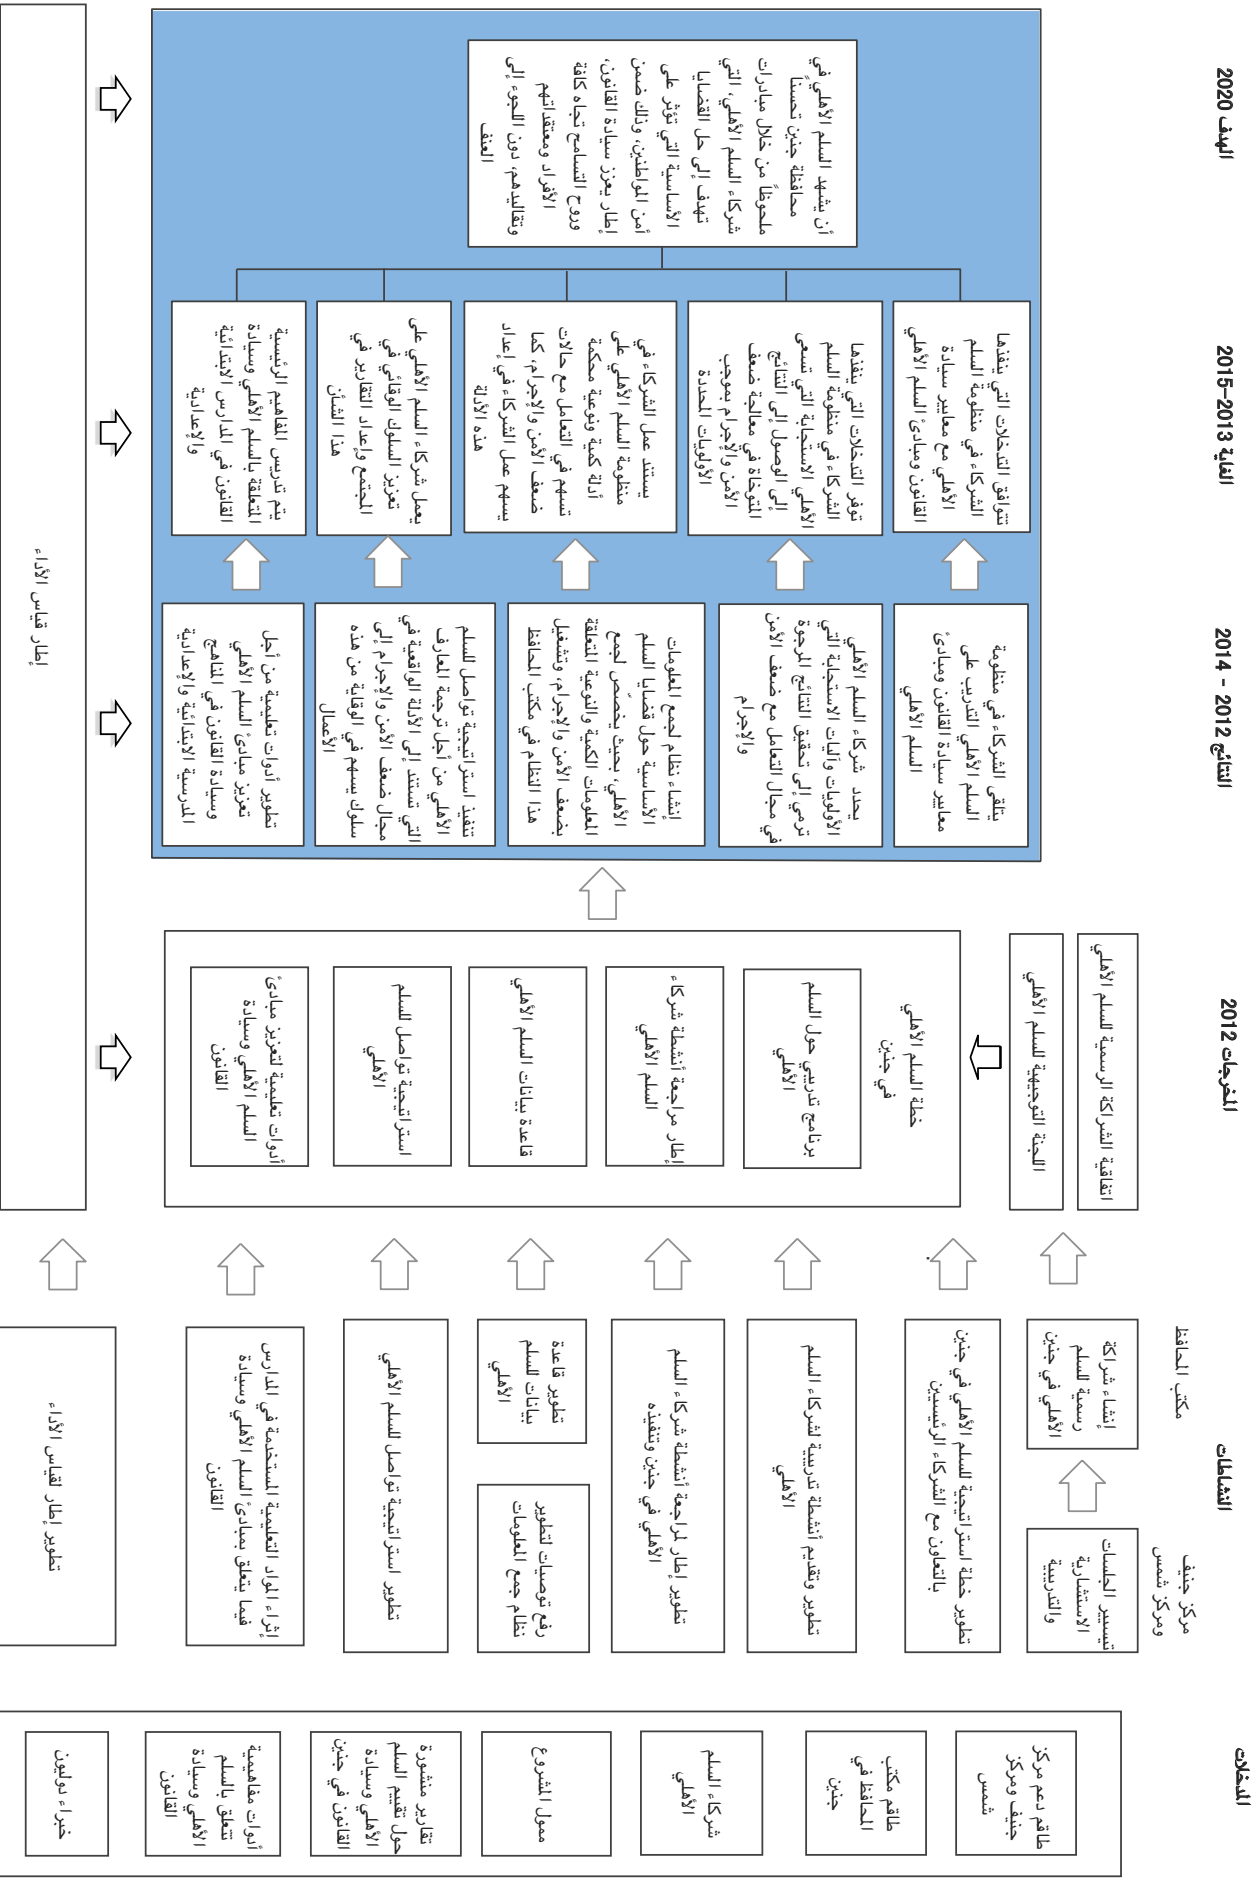 الهدف 2020
أن يشهد السلم الأهلي في
محافظة جنين تحسناً
ملحوظاً من خلال مبادرات
شركاء السلم الأهلي، التي
تهدف إلى حل القضايا
الأساسية التي تؤثر على
أمن المواطنين، وذلك ضمن
إطار يعزز سيادة القانون،
وروح التسامح تجاه كافة
الأفراد ومعتقداتهم
وتقاليدهم، دون اللجوء إلى
العنف
الغاية 2013–2015
تتوافق التدخلات التي ينفذها
الشركاء في منظومة السلم
الأهلي مع معايير سيادة
القانون ومبادئ السلم الأهلي
توفر التدخلات التي ينفذها
الشركاء في منظومة السلم
الأهلي الاستجابة التي تسعى
إلى الوصول إلى النتائج
المتوخاة في معالجة ضعف
الأمن والإجرام بموجب
الأولويات المحددة
يستند عمل الشركاء في
منظومة السلم الأهلي على
أدلة كمية ونوعية محكمة
تسهم في التعامل مع حالات
ضعف الأمن والإجرام، كما
يسهم عمل الشركاء في إعداد
هذه الأدلة
يعمل شركاء السلم الأهلي على
تعزيز السلوك الوقائي في
المجتمع وإعداد التقارير في
هذا الشأن
يتم تدريس المفاهيم الرئيسية
المتعلقة بالسلم الأهلي وسيادة
القانون في المدارس الابتدائية
والإعدادية
النتائج 2012 - 2014
يتلقى الشركاء في منظومة
السلم الأهلي التدريب على
معايير سيادة القانون ومبادئ
السلم الأهلي
يحدد شركاء السلم الأهلي
الأولويات وآليات الاستجابة التي
ترمي إلى تحقيق النتائج المرجوة
في مجال التعامل مع ضعف الأمن
والإجرام
إنشاء نظام لجمع المعلومات
الأساسية حول قضايا السلم
الأهلي، بحيث يخصّص لجمع
المعلومات الكمية والنوعية المتعلقة
بضعف الأمن والإجرام، وتشغيل
هذا النظام في مكتب المحافظ
تنفيذ استراتيجية تواصل للسلم
الأهلي من أجل ترجمة المعارف
التي تستند إلى الأدلة الواقعية في
مجال ضعف الأمن والإجرام إلى
سلوك يسهم في الوقاية من هذه
الأعمال
تطوير أدوات تعليمية من أجل
تعزيز مبادئ السلم الأهلي
وسيادة القانون في المناهج
المدرسية الابتدائية والإعدادية
المخرجات 2012
اتفاقية الشراكة الرسمية للسلم الأهلي
اللجنة التوجيهية للسلم الأهلي
خطة السلم الأهلي
في جنين
برنامج تدريبي حول السلم
الأهلي
إطار مراجعة أنشطة شركاء
السلم الأهلي
قاعدة بيانات السلم الأهلي
استراتيجية تواصل للسلم
الأهلي
أدوات تعليمية لتعزيز مبادئ
السلم الأهلي وسيادة
القانون
إطار قياس الأداء
النشاطات
مكتب المحافظ
إنشاء شراكة
رسمية للسلم
الأهلي في جنين
مركز جنيف
ومركز شمس
تيسير الجلسات
الاستشارية
والتدريبية
تطوير خطة استراتيجية للسلم الأهلي في جنين
بالتعاون مع الشركاء الرئيسيين
تطوير وتقديم أنشطة تدريبية لشركاء السلم
الأهلي
تطوير إطار لمراجعة أنشطة شركاء السلم
الأهلي في جنين وتنفيذه
تطوير قاعدة
بيانات للسلم
الأهلي
رفع توصيات لتطوير
نظام جمع المعلومات
تطوير استراتيجية تواصل للسلم الأهلي
إثراء المواد التعليمية المستخدمة في المدارس
فيما يتعلق بمبادئ السلم الأهلي وسيادة
القانون
تطوير إطار لقياس الأداء
المدخلات
طاقم دعم مركز
جنيف ومركز
شمس
طاقم مكتب
المحافظ في
جنين
شركاء السلم
الأهلي
ممول المشروع
تقارير منشورة
حول تقييم السلم
الأهلي وسيادة
القانون في جنين
أدوات مفاهيمية
تتعلق بالسلم
الأهلي وسيادة
القانون
خبراء دوليون